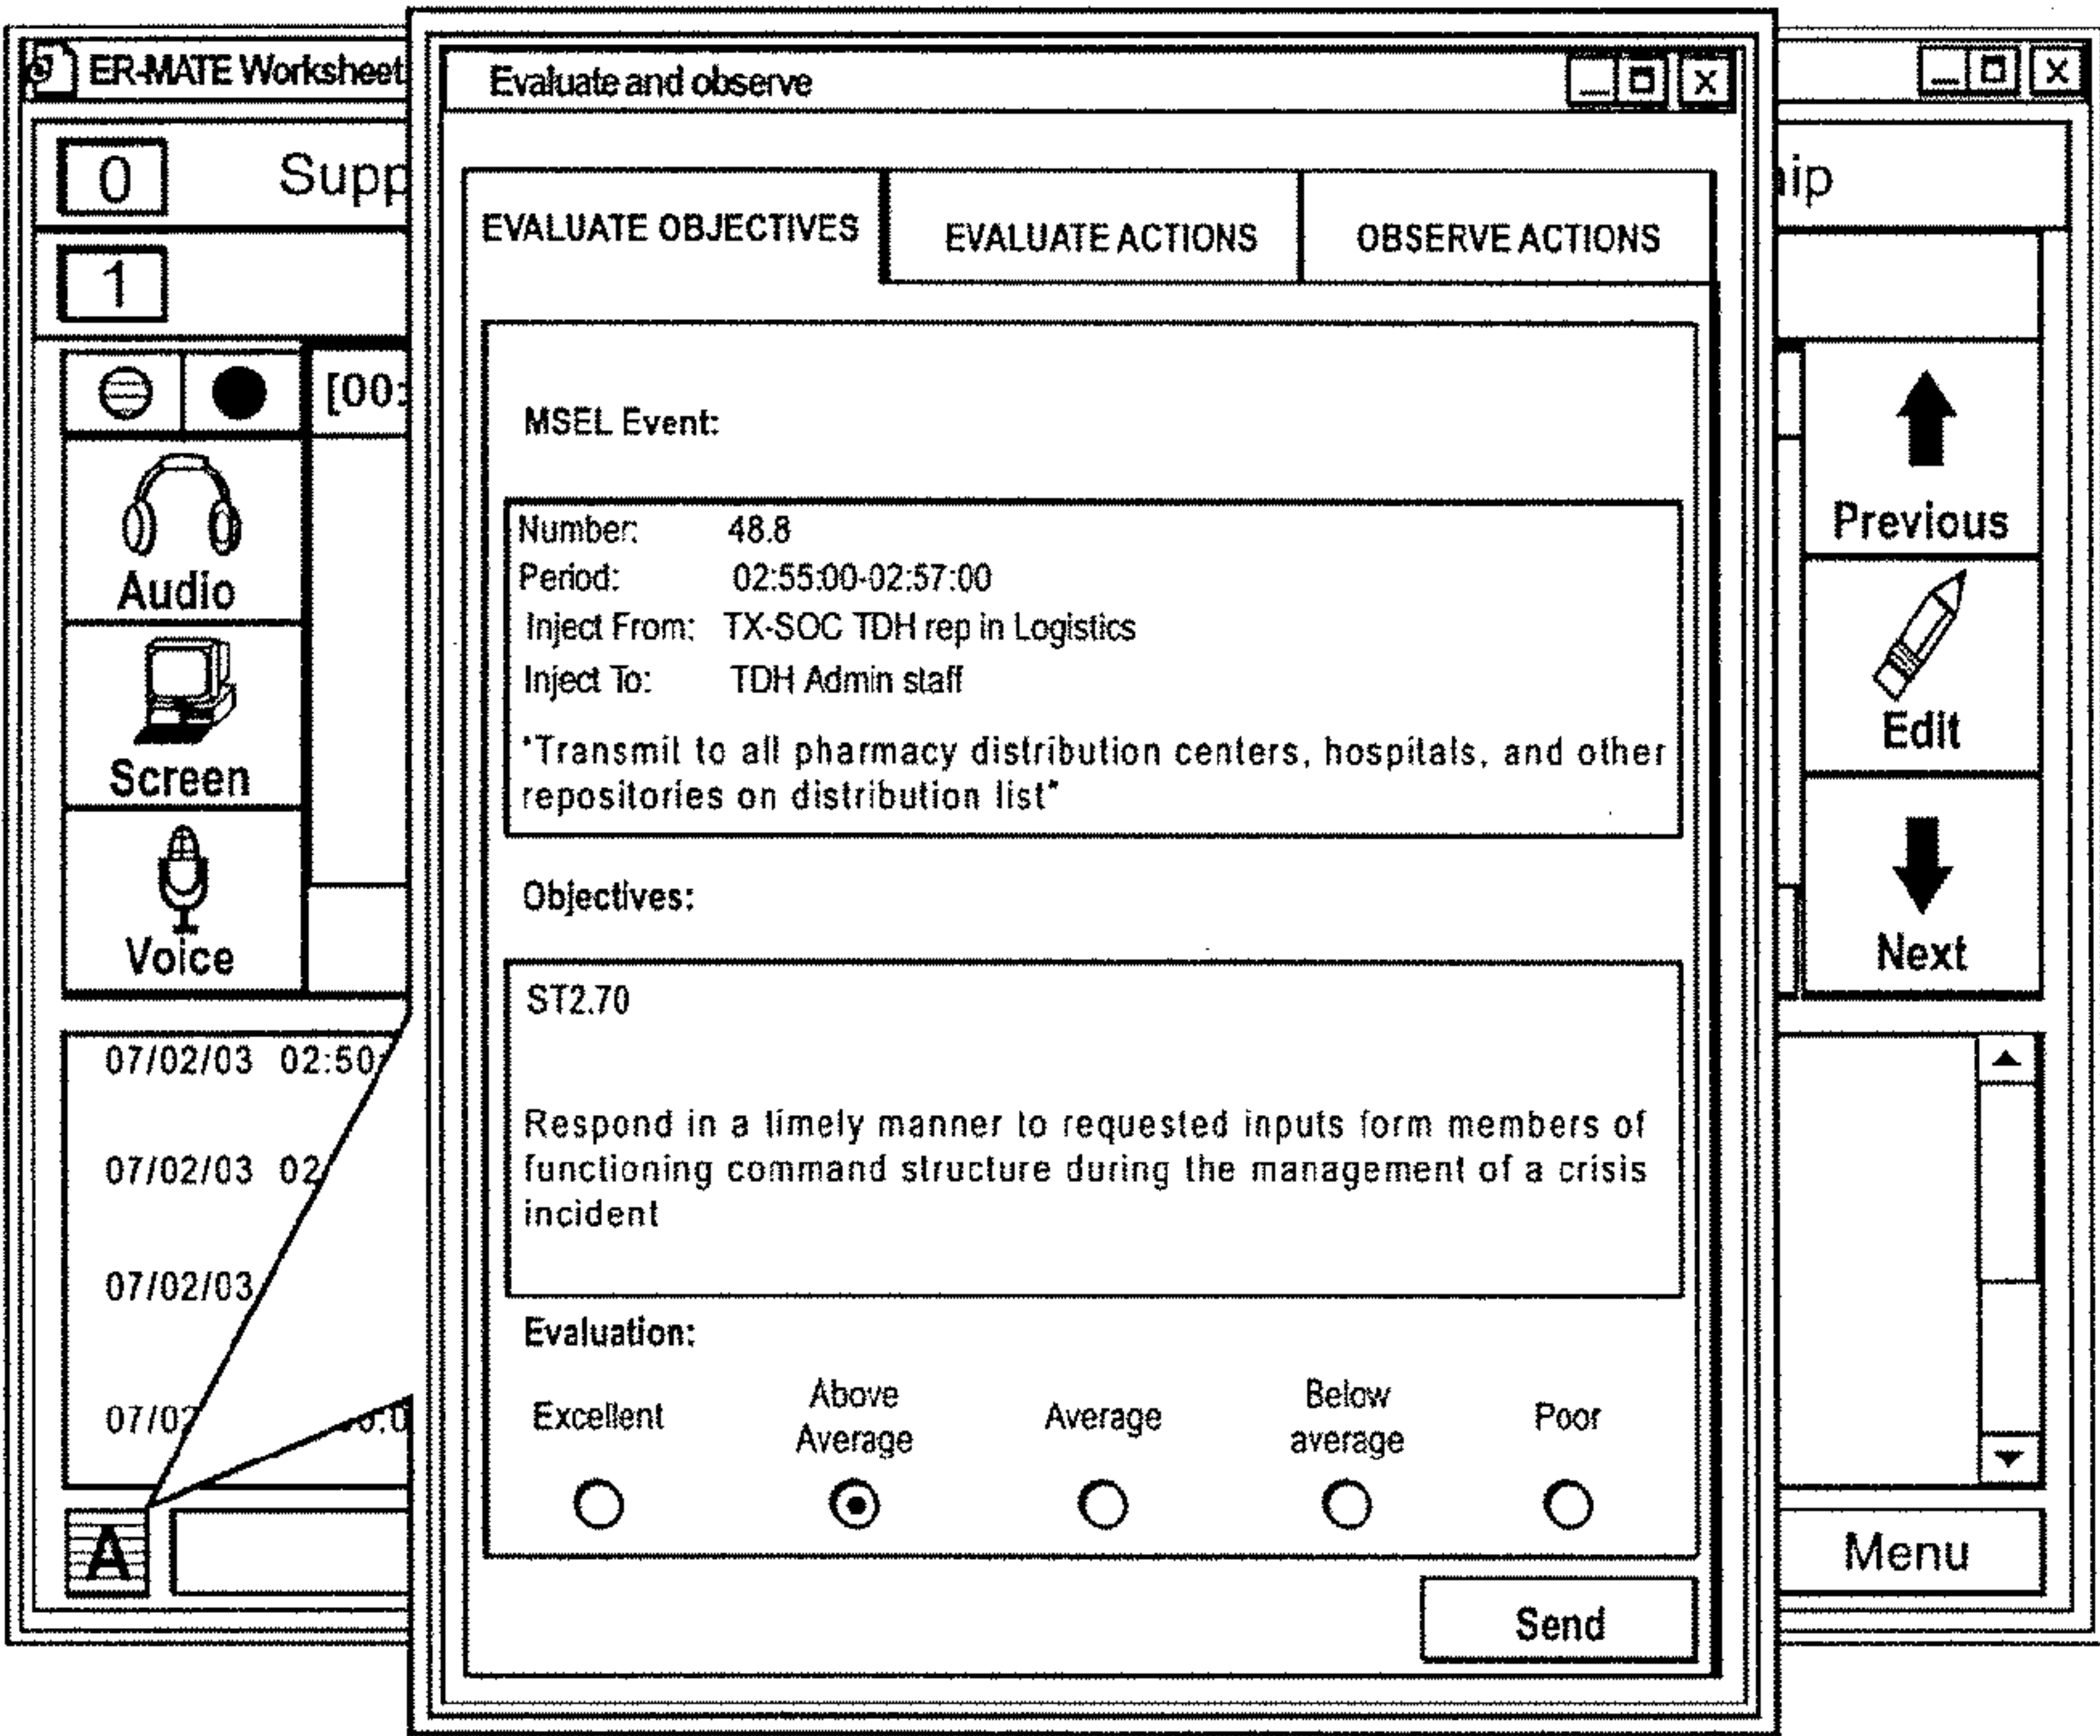 ER-MATE Worksheet
Evaluate and observe
0
Supp
ip
1
EVALUATE OBJECTIVES
EVALUATE ACTIONS
OBSERVE ACTIONS
[00:
MSEL Event:
Number: 48.8
Period: 02:55:00-02:57:00
Inject From: TX-SOC TDH rep in Logistics
Inject To: TDH Admin staff
"Transmit to all pharmacy distribution centers, hospitals, and other
repositories on distribution list"
Objectives:
ST2.70
Respond in a timely manner to requested inputs form members of
functioning command structure during the management of a crisis
incident
Evaluation:
Excellent
Above
Average
Average
Below
average
Poor
Send
Audio
Screen
Voice
Previous
Edit
Next
07/02/03 02:50
07/02/03 02
07/02/03
07/02
A
Menu